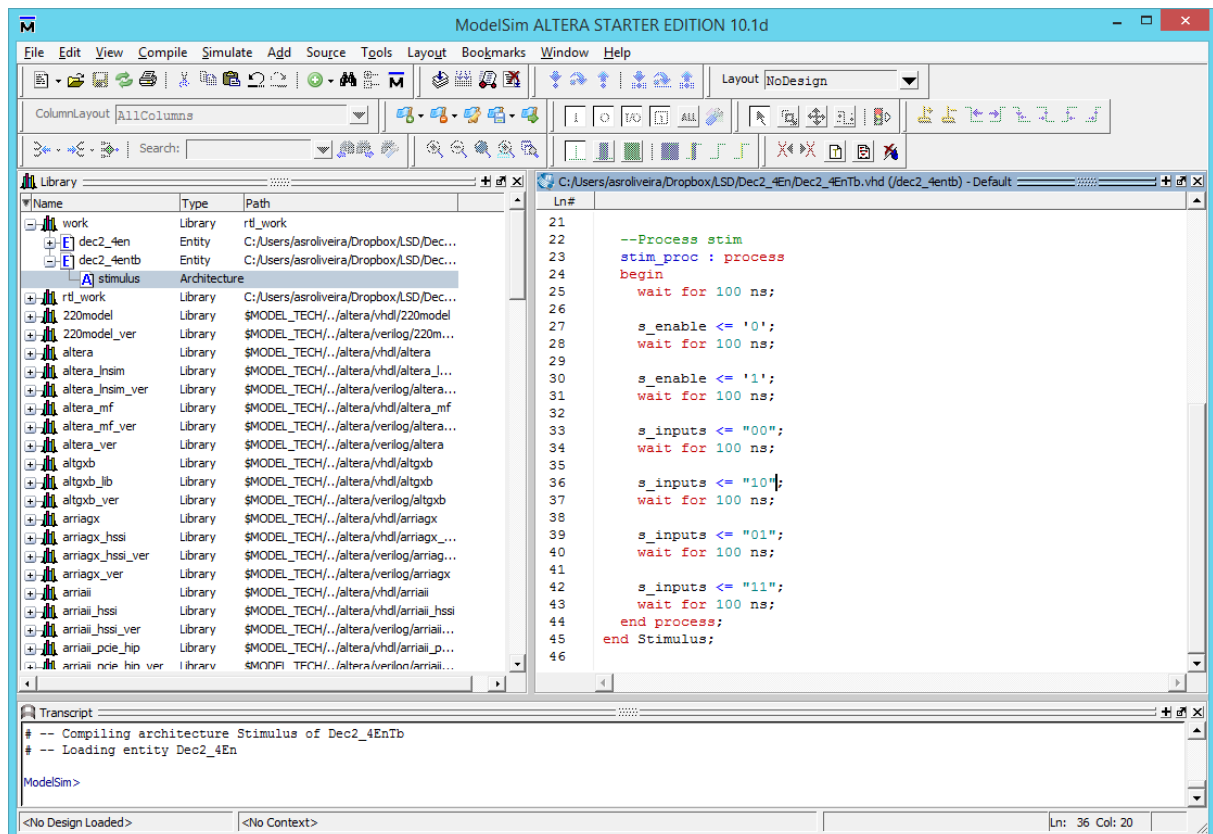 M
ModelSim ALTERA STARTER EDITION 10.1d
File Edit View Compile Simulate Add Source Tools Layout Bookmarks Window Help
Layout NoDesign
ColumnLayout AllColumns
Search:
Library
Name Type Path
work Library rtl_work
E dec2_4en Entity C:/Users/asroliveira/Dropbox/LSD/Dec...
E dec2_4entb Entity C:/Users/asroliveira/Dropbox/LSD/Dec...
A stimulus Architecture
rtl_work Library C:/Users/asroliveira/Dropbox/LSD/Dec...
220model Library $MODEL_TECH/../altera/vhdl/220model
220model_ver Library $MODEL_TECH/../altera/verilog/220m...
altera Library $MODEL_TECH/../altera/vhdl/altera
altera_lnsim Library $MODEL_TECH/../altera/vhdl/altera_l...
altera_lnsim_ver Library $MODEL_TECH/../altera/verilog/altera...
altera_mf Library $MODEL_TECH/../altera/vhdl/altera_mf
altera_mf_ver Library $MODEL_TECH/../altera/verilog/altera...
altera_ver Library $MODEL_TECH/../altera/verilog/altera
altgxb Library $MODEL_TECH/../altera/vhdl/altgxb
altgxb_lib Library $MODEL_TECH/../altera/vhdl/altgxb
altgxb_ver Library $MODEL_TECH/../altera/verilog/altgxb
arriagx Library $MODEL_TECH/../altera/vhdl/arriagx
arriagx_hssi Library $MODEL_TECH/../altera/vhdl/arriagx_...
arriagx_hssi_ver Library $MODEL_TECH/../altera/verilog/arriag...
arriagx_ver Library $MODEL_TECH/../altera/verilog/arriagx
arriaii Library $MODEL_TECH/../altera/vhdl/arriaii
arriaii_hssi Library $MODEL_TECH/../altera/vhdl/arriaii_hssi
arriaii_hssi_ver Library $MODEL_TECH/../altera/verilog/arriaii...
arriaii_pcie_hip Library $MODEL_TECH/../altera/vhdl/arriaii_p...
arriaii_pcie_hip_ver Library $MODEL_TECH/../altera/verilog/arriaii...
C:/Users/asroliveira/Dropbox/LSD/Dec2_4En/Dec2_4EnTb.vhd (/dec2_4entb) - Default
Ln#
21
22 --Process stim
23 stim_proc : process
24 begin
25 wait for 100 ns;
26
27 s_enable <= '0';
28 wait for 100 ns;
29
30 s_enable <= '1';
31 wait for 100 ns;
32
33 s_inputs <= "00";
34 wait for 100 ns;
35
36 s_inputs <= "10";
37 wait for 100 ns;
38
39 s_inputs <= "01";
40 wait for 100 ns;
41
42 s_inputs <= "11";
43 wait for 100 ns;
44 end process;
45 end Stimulus;
46
Transcript
# -- Compiling architecture Stimulus of Dec2_4EnTb
# -- Loading entity Dec2_4En
ModelSim>
<No Design Loaded> <No Context> Ln: 36 Col: 20